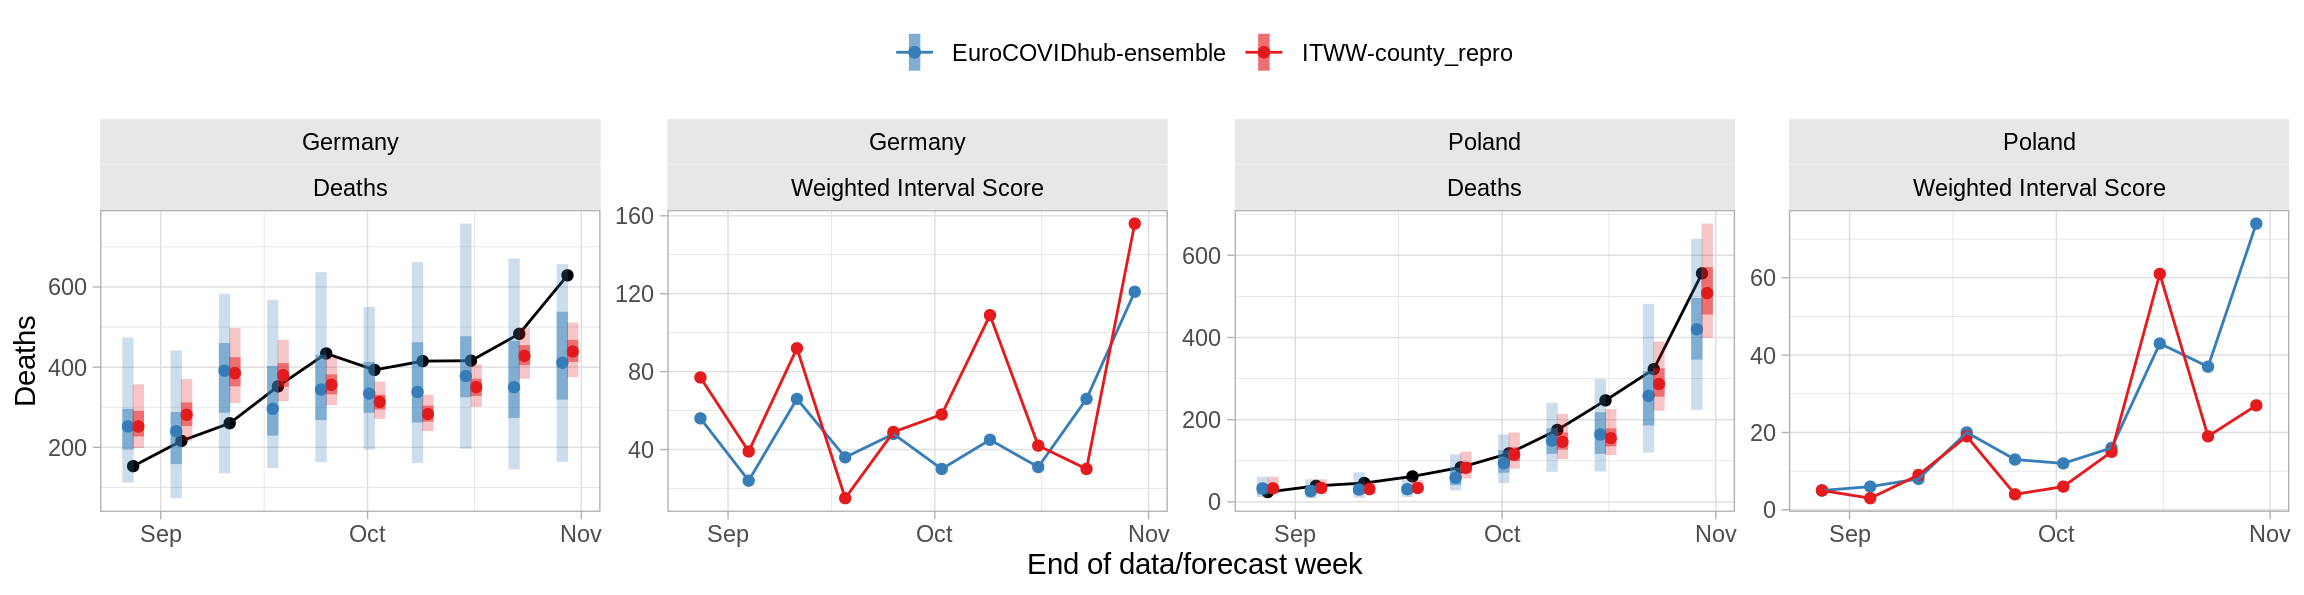 EuroCOVIDhub-ensemble ITWW-county_repro
Germany Germany Poland Poland
Deaths Weighted Interval Score Deaths Weighted Interval Score
Deaths
600
400
200
Sep Oct Nov
160
120
80
40
Sep Oct Nov
600
400
200
0
Sep Oct Nov
60
40
20
0
Sep Oct Nov
End of data/forecast week